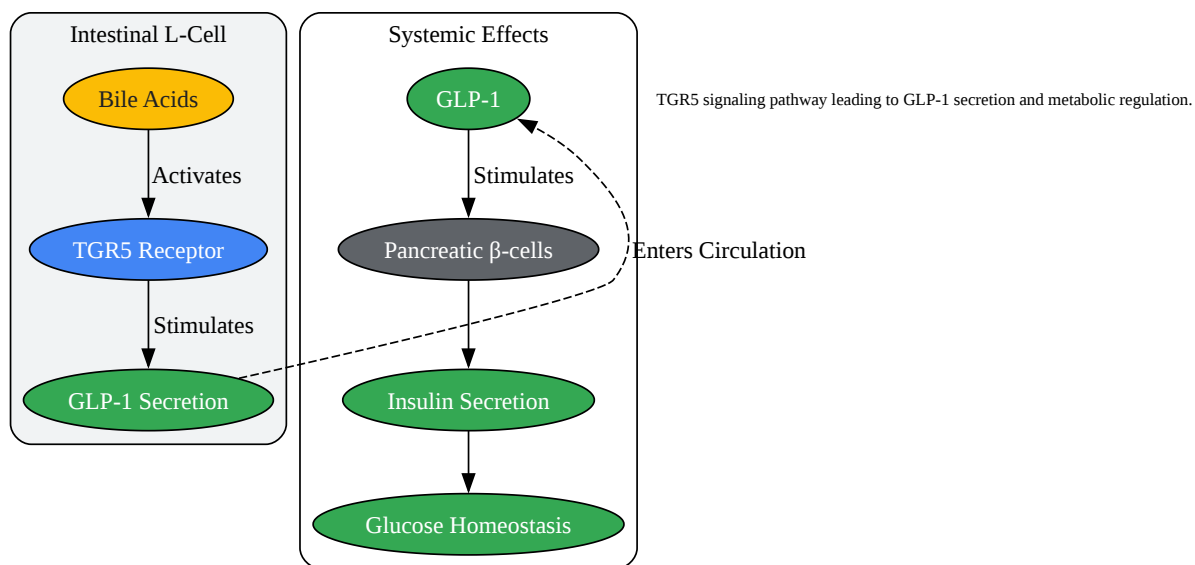 Intestinal L-Cell
Bile Acids
Activates
TGR5 Receptor
Stimulates
GLP-1 Secretion
Systemic Effects
GLP-1
Stimulates
Pancreatic β-cells
Enters Circulation
Insulin Secretion
Glucose Homeostasis
TGR5 signaling pathway leading to GLP-1 secretion and metabolic regulation.